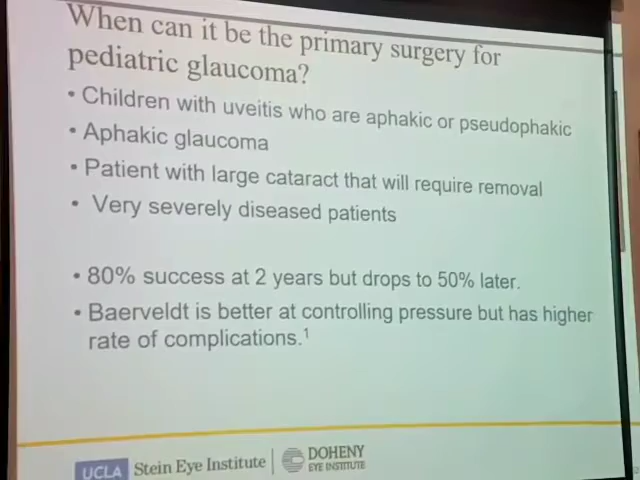 When can it be the primary surgery for
pediatric glaucoma?
• Children with uveitis who are aphakic or pseudophakic
• Aphakic glaucoma
• Patient with large cataract that will require removal
• Very severely diseased patients
• 80% success at 2 years but drops to 50% later.
• Baerveldt is better at controlling pressure but has higher
rate of complications.¹
UCLA Stein Eye Institute DOHENY
EYE INSTITUTE